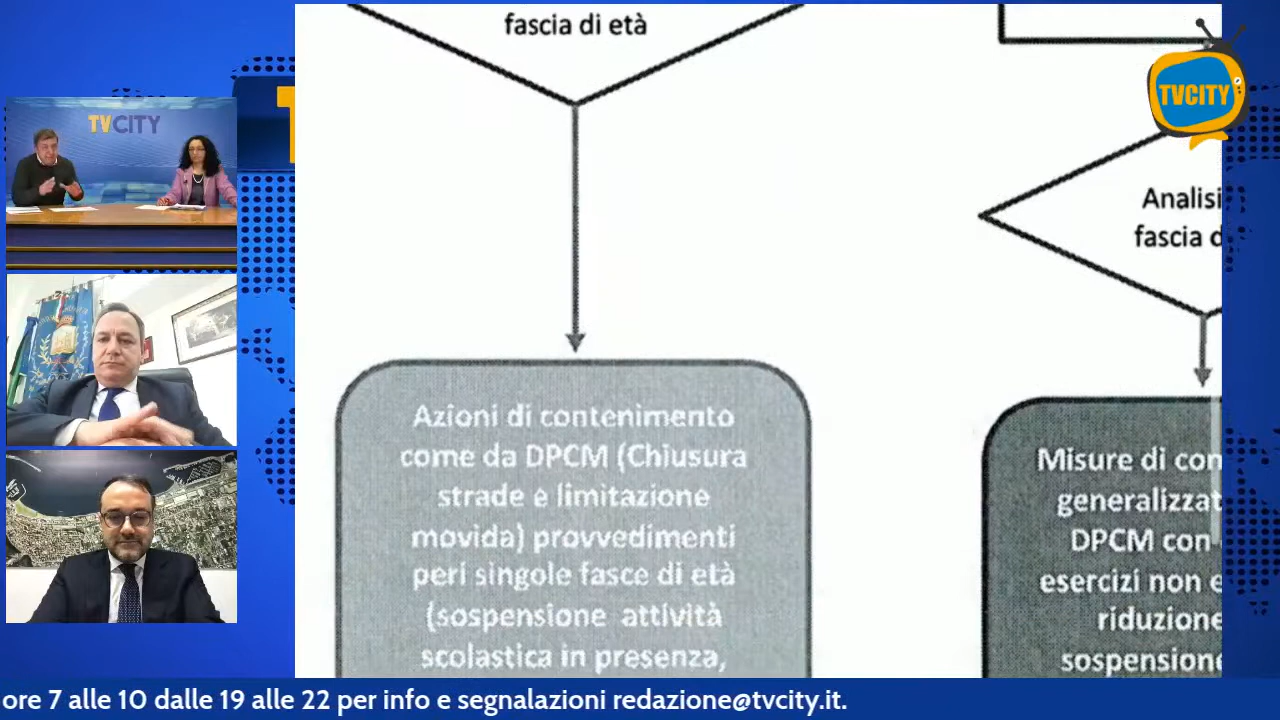 fascia di età
TVCITY
TVCITY
Analisi
fascia d
Azioni di contenimento
come da DPCM (Chiusura
strade e limitazione
movida) provvedimenti
peri singole fasce di età
(sospensione attività
scolastica in presenza,
Misure di con
generalizzat
DPCM con
esercizi non e
riduzione
sospensione
ore 7 alle 10 dalle 19 alle 22 per info e segnalazioni redazione@tvcity.it.